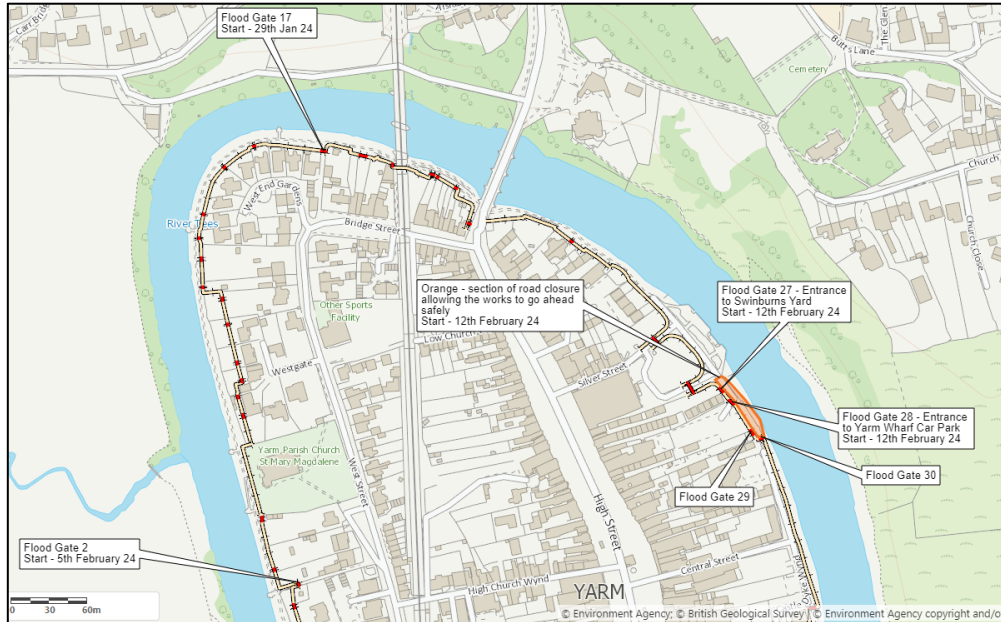 Flood Gate 17
Start - 29th Jan 24
Carr Bridge
Butts Lane
The Glen
Cemetery
Church
Church Close
West End Gardens
River Tees
Bridge Street
Orange - section of road closure
allowing the works to go ahead
safely
Start - 12th February 24
Flood Gate 27 - Entrance
to Swinburns Yard
Start - 12th February 24
Other Sports
Facility
Low Church
Silver Street
Westgate
Flood Gate 28 - Entrance
to Yarm Wharf Car Park
Start - 12th February 24
Yarm Parish Church
St Mary Magdalene
West Street
Flood Gate 30
Flood Gate 29
High Street
Flood Gate 2
Start - 5th February 24
Central Street
High Church Wynd
YARM
0 30 60m
© Environment Agency; © British Geological Survey; © Environment Agency copyright and/o